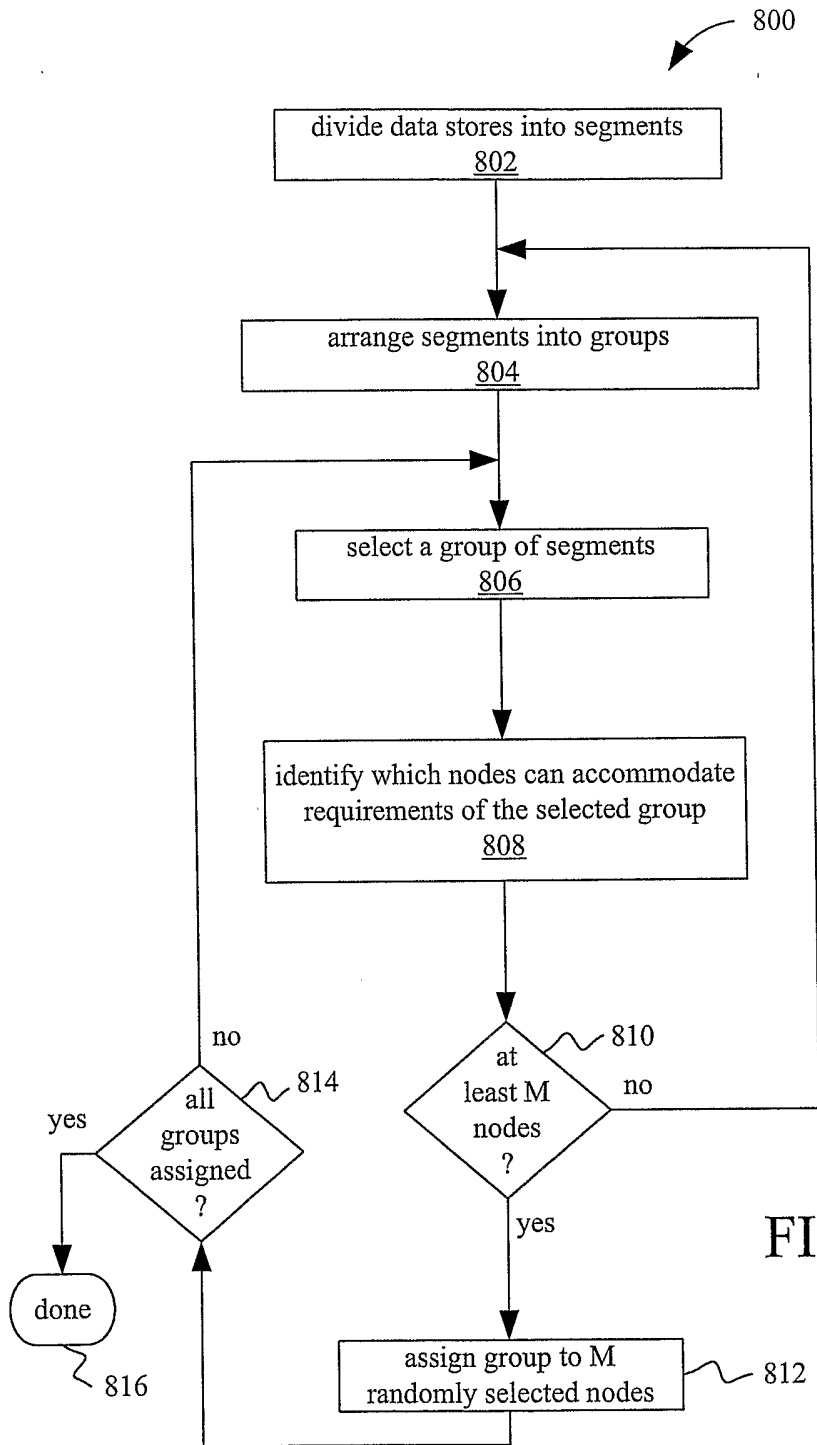 800
divide data stores into segments
802
arrange segments into groups
804
select a group of segments
806
identify which nodes can accommodate
requirements of the selected group
808
810
at
least M
nodes
?
no
yes
no
814
all
groups
assigned
?
yes
done
816
assign group to M
randomly selected nodes
812
FI